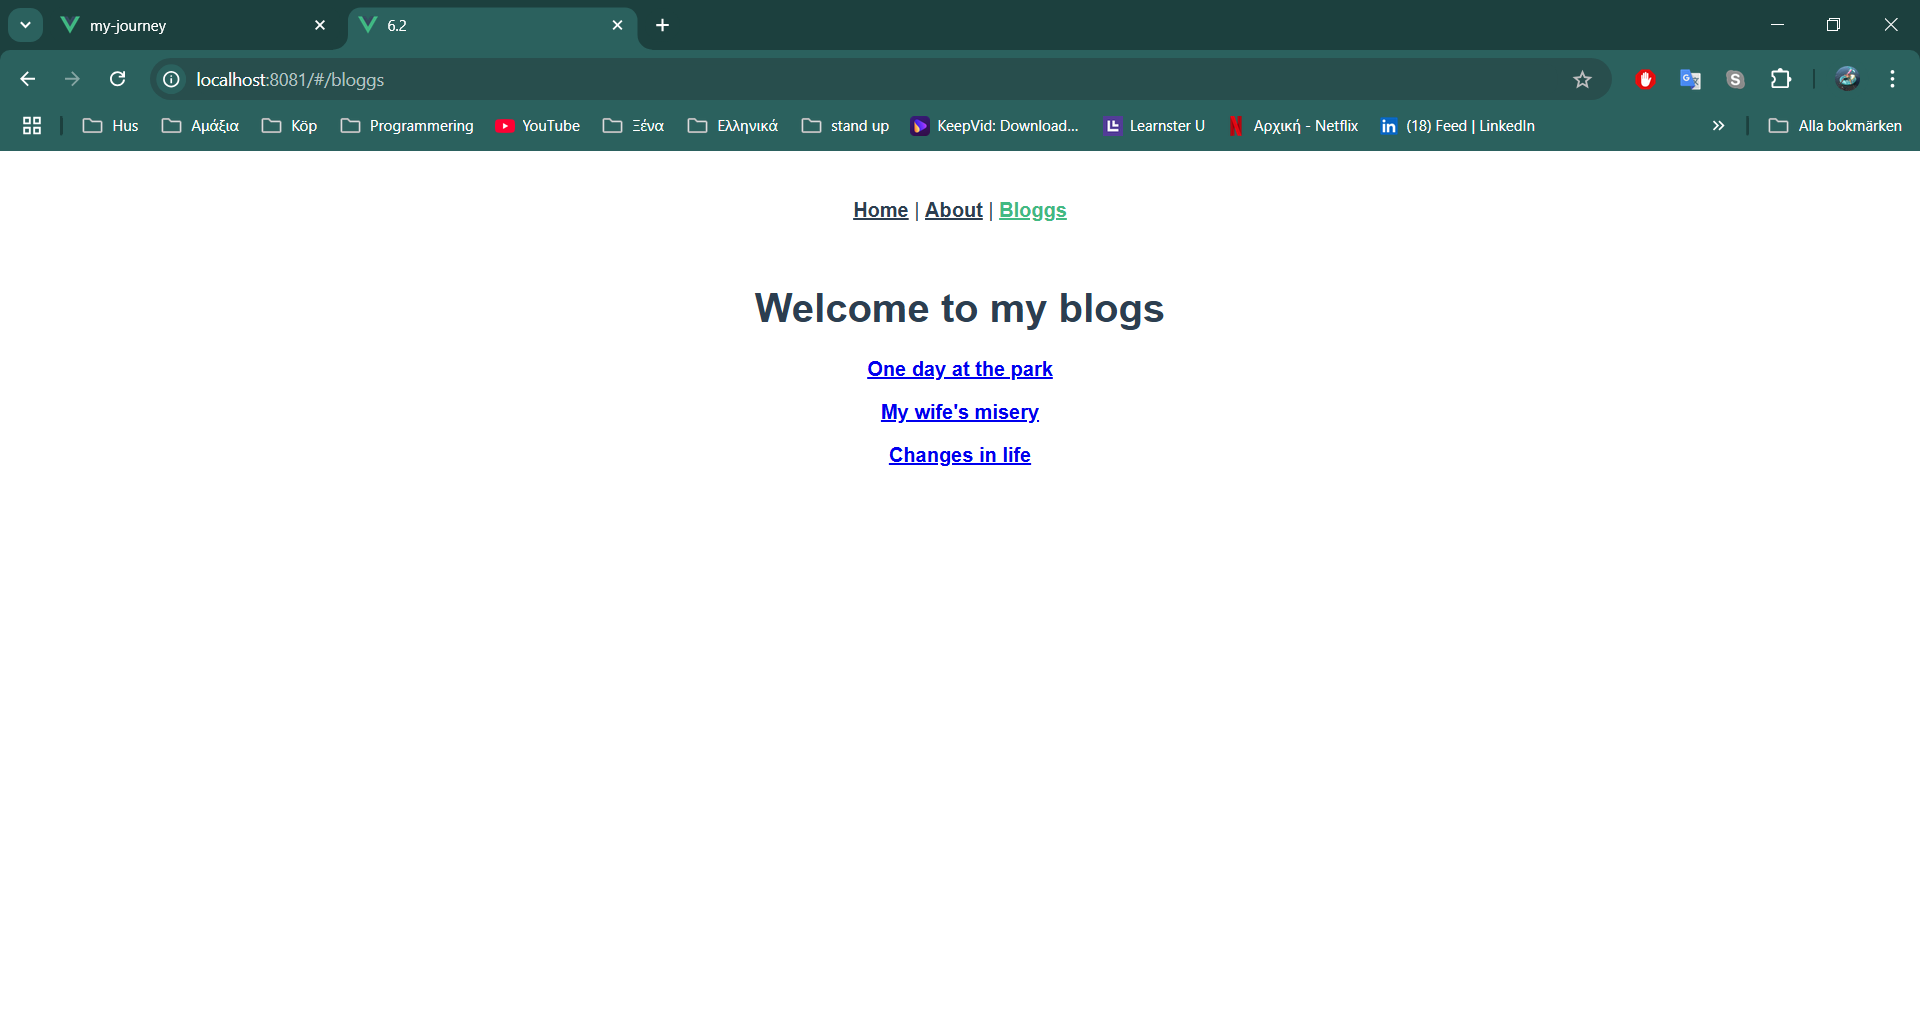 my-journey
6.2
localhost:8081/#/bloggs
Hus Αμάξια Köp Programmering YouTube Ξένα Ελληνικά stand up KeepVid: Download... Learnster U Αρχική - Netflix (18) Feed | LinkedIn » Alla bokmärken
Home | About | Bloggs
Welcome to my blogs
One day at the park
My wife's misery
Changes in life